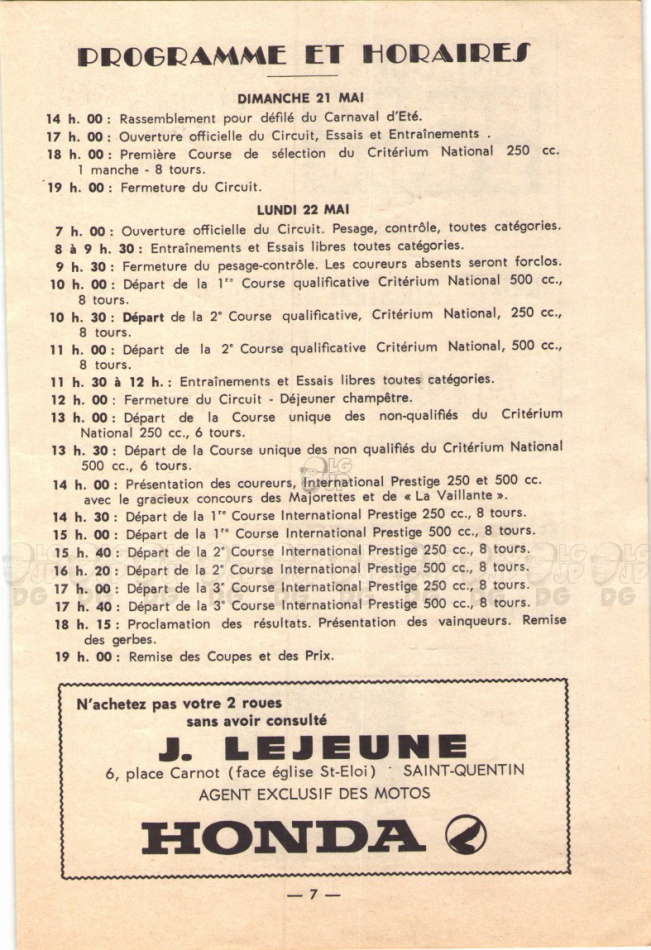 PROGRAMME ET HORAIRES
DIMANCHE 21 MAI
14 h. 00 : Rassemblement pour défilé du Carnaval d'Eté.
17 h. 00 : Ouverture officielle du Circuit, Essais et Entraînements .
18 h. 00 : Première Course de sélection du Critérium National 250 cc.
1 manche - 8 tours.
19 h. 00 : Fermeture du Circuit.
LUNDI 22 MAI
7 h. 00 : Ouverture officielle du Circuit. Pesage, contrôle, toutes catégories.
8 à 9 h. 30 : Entraînements et Essais libres toutes catégories.
9 h. 30 : Fermeture du pesage-contrôle. Les coureurs absents seront forclos.
10 h. 00 : Départ de la 1re Course qualificative Critérium National 500 cc.,
8 tours.
10 h. 30 : Départ de la 2e Course qualificative, Critérium National, 250 cc.,
8 tours.
11 h. 00 : Départ de la 2e Course qualificative Critérium National, 500 cc.,
8 tours.
11 h. 30 à 12 h. : Entraînements et Essais libres toutes catégories.
12 h. 00 : Fermeture du Circuit - Déjeuner champêtre.
13 h. 00 : Départ de la Course unique des non-qualifiés du Critérium
National 250 cc., 6 tours.
13 h. 30 : Départ de la Course unique des non qualifiés du Critérium National
500 cc., 6 tours.
14 h. 00 : Présentation des coureurs, International Prestige 250 et 500 cc.
avec le gracieux concours des Majorettes et de « La Vaillante ».
14 h. 30 : Départ de la 1re Course International Prestige 250 cc., 8 tours.
15 h. 00 : Départ de la 1re Course International Prestige 500 cc., 8 tours.
15 h. 40 : Départ de la 2e Course International Prestige 250 cc., 8 tours.
16 h. 20 : Départ de la 2e Course International Prestige 500 cc., 8 tours.
17 h. 00 : Départ de la 3e Course International Prestige 250 cc., 8 tours.
17 h. 40 : Départ de la 3e Course International Prestige 500 cc., 8 tours.
18 h. 15 : Proclamation des résultats. Présentation des vainqueurs. Remise
des gerbes.
19 h. 00 : Remise des Coupes et des Prix.
N'achetez pas votre 2 roues
sans avoir consulté
J. LEJEUNE
6, place Carnot (face église St-Eloi) SAINT-QUENTIN
AGENT EXCLUSIF DES MOTOS
HONDA
— 7 —